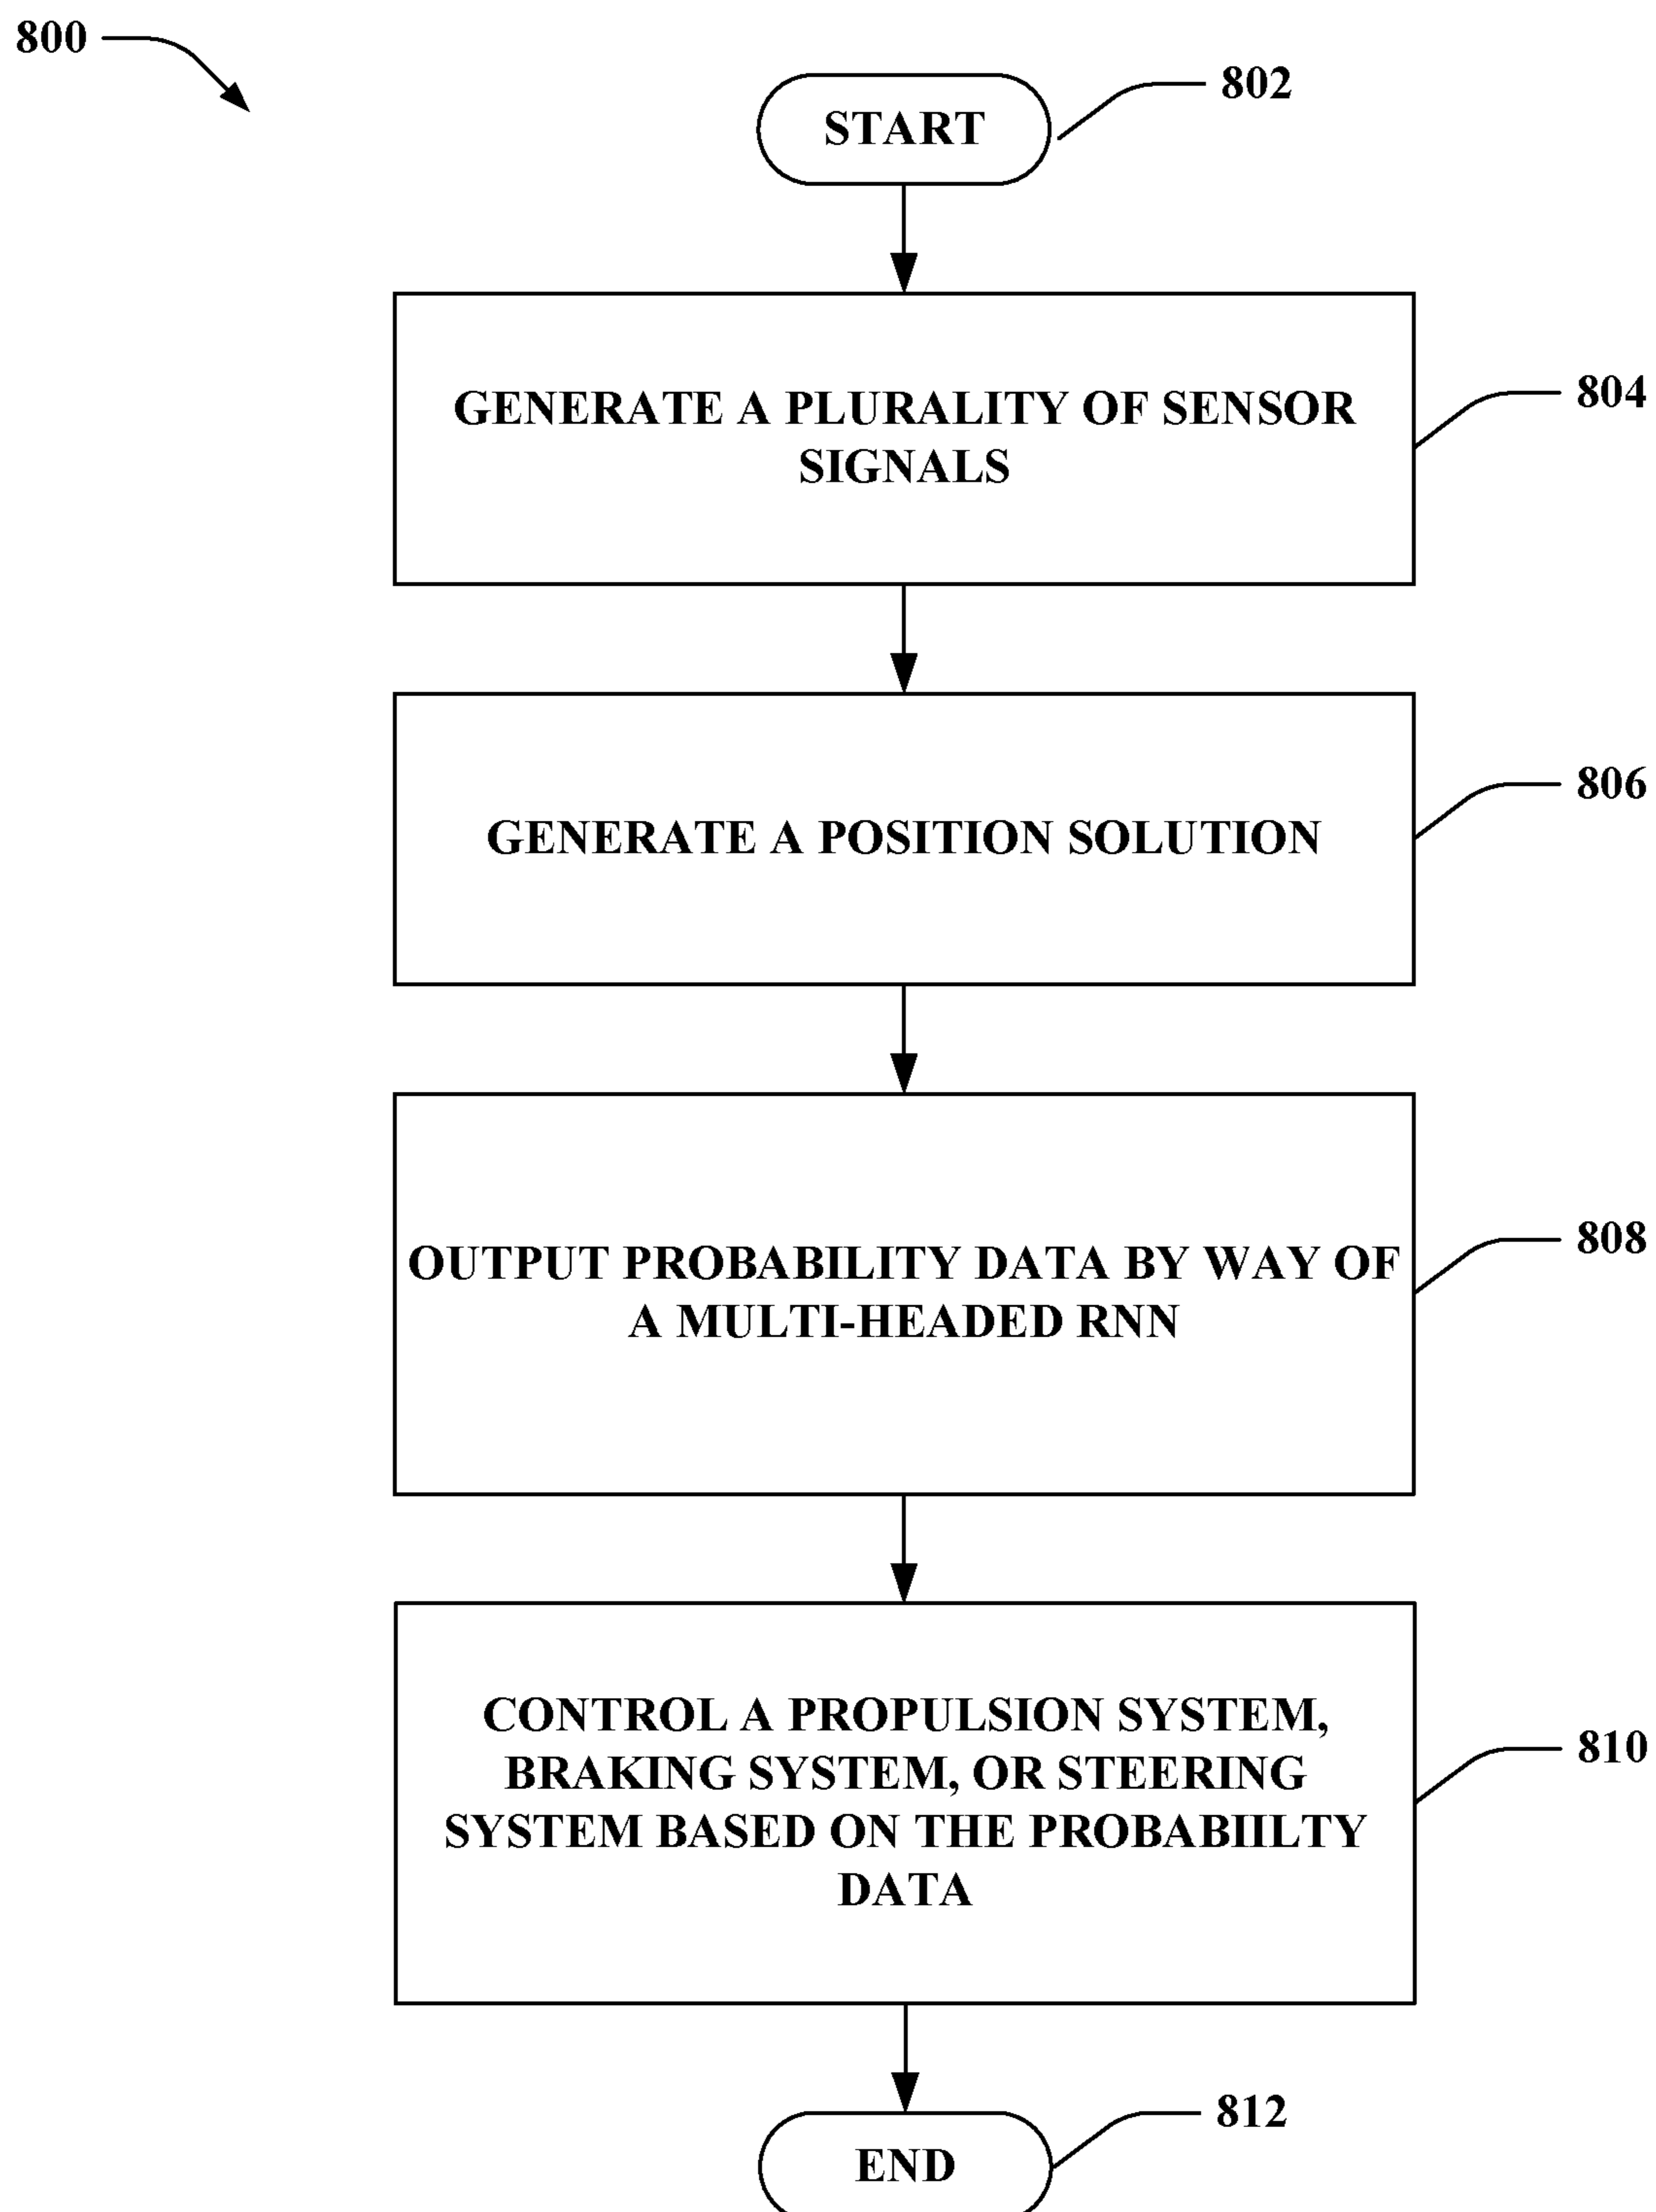 800
802
START
GENERATE A PLURALITY OF SENSOR
SIGNALS
804
GENERATE A POSITION SOLUTION
806
OUTPUT PROBABILITY DATA BY WAY OF
A MULTI-HEADED RNN
808
CONTROL A PROPULSION SYSTEM,
BRAKING SYSTEM, OR STEERING
SYSTEM BASED ON THE PROBABIILTY
DATA
810
812
END